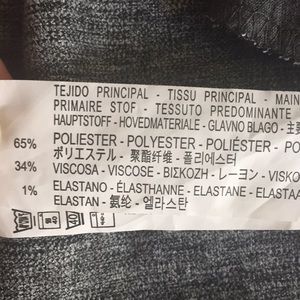 TEJIDO PRINCIPAL - TISSU PRINCIPAL - MAIN
PRIMAIRE STOF - TESSUTO PREDOMINANTE
HAUPTSTOFF - HOVEDMATERIALE - GLAVNO BLAGO - 主要
65% POLIESTER - POLYESTER - POLIÉSTER - PO
ポリエステル - 聚酯纤维 - 폴리에스터
34% VISCOSA - VISCOSE - ΒΙΣΚΟΖΗ - レーヨン - VISKO
1% ELASTANO - ÉLASTHANNE - ELASTANE - ELASTA
ELASTAN - 氨纶 - 엘라스탄